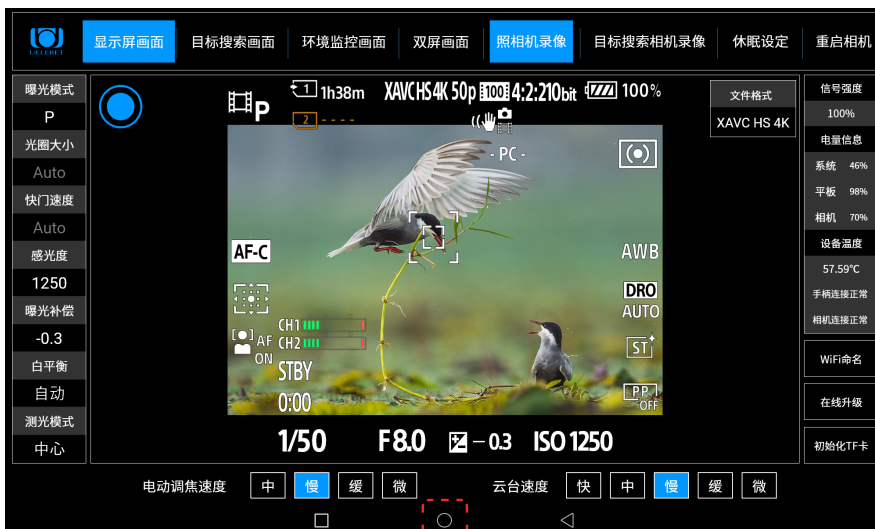 LIELERET
显示屏画面 目标搜索画面 环境监控画面 双屏画面 照相机录像 目标搜索相机录像 休眠设定 重启相机
曝光模式
P
光圈大小
Auto
快门速度
Auto
感光度
1250
曝光补偿
-0.3
白平衡
自动
测光模式
中心
P 1 1h38m XAVC HS 4K 50p 100 4:2:2 10bit 100%
2 - - - -
- PC -
AF-C
AWB
DRO
AUTO
CH1
CH2
AF
ON
ST
STBY
0:00
PP
OFF
1/50 F8.0 -0.3 ISO 1250
文件格式
XAVC HS 4K
信号强度
100%
电量信息
系统 46%
平板 98%
相机 70%
设备温度
57.59℃
手柄连接正常
相机连接正常
WiFi命名
在线升级
初始化TF卡
电动调焦速度 中 慢 缓 微 云台速度 快 中 慢 缓 微